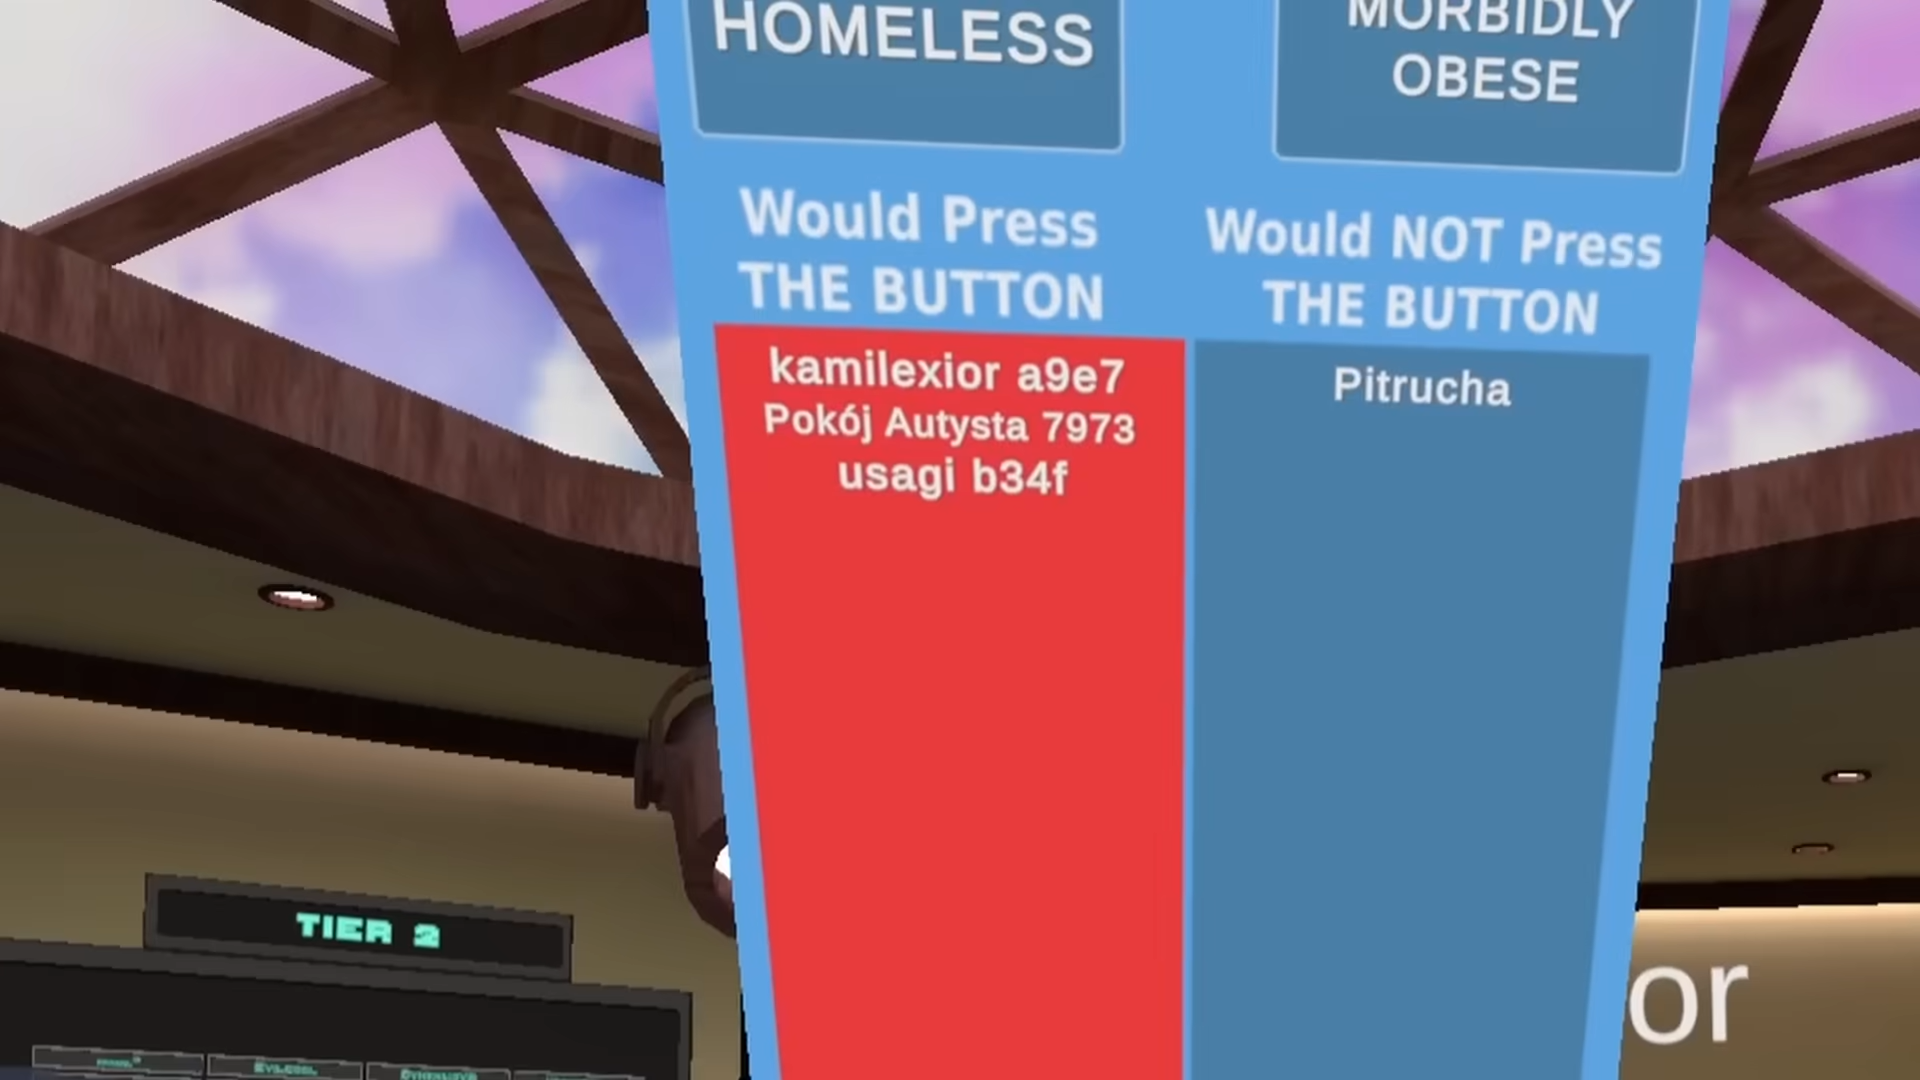 HOMELESS
MORBIDLY
OBESE
Would Press
THE BUTTON
Would NOT Press
THE BUTTON
kamilexior a9e7
Pokój Autysta 7973
usagi b34f
Pitrucha
TIER 2
or